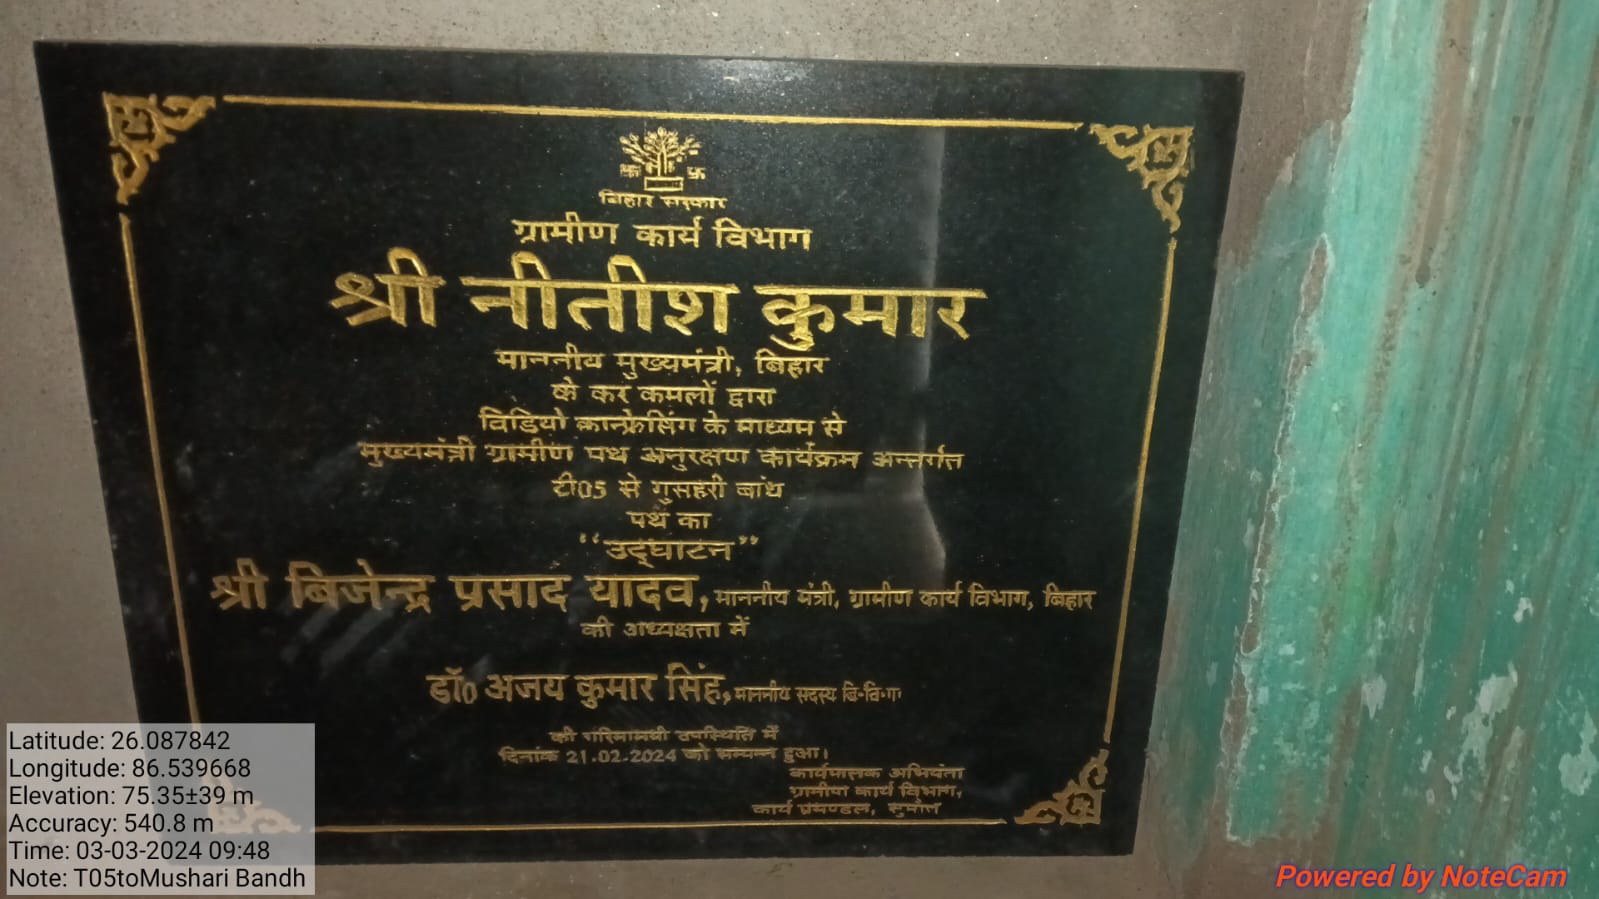 बिहार सरकार
ग्रामीण कार्य विभाग
श्री नीतीश कुमार
माननीय मुख्यमंत्री, बिहार
के कर कमलों द्वारा
विडियो कान्फ्रेसिंग के माध्यम से
मुख्यमंत्री ग्रामीण पथ अनुरक्षण कार्यक्रम अन्तर्गत
टी05 से गुसहरी बांध
पथ का
“उद्घाटन”
श्री बिजेन्द्र प्रसाद यादव, माननीय मंत्री, ग्रामीण कार्य विभाग, बिहार
की अध्यक्षता में
डॉ0 अजय कुमार सिंह, माननीय सदस्य बि॰वि॰प॰
की गरिमामयी उपस्थिति में
दिनांक 21.02.2024 को सम्पन्न हुआ।
कार्यपालक अभियंता
ग्रामीण कार्य विभाग,
कार्य प्रमण्डल, सुपौल
Latitude: 26.087842
Longitude: 86.539668
Elevation: 75.35±39 m
Accuracy: 540.8 m
Time: 03-03-2024 09:48
Note: T05toMushari Bandh
Powered by NoteCam